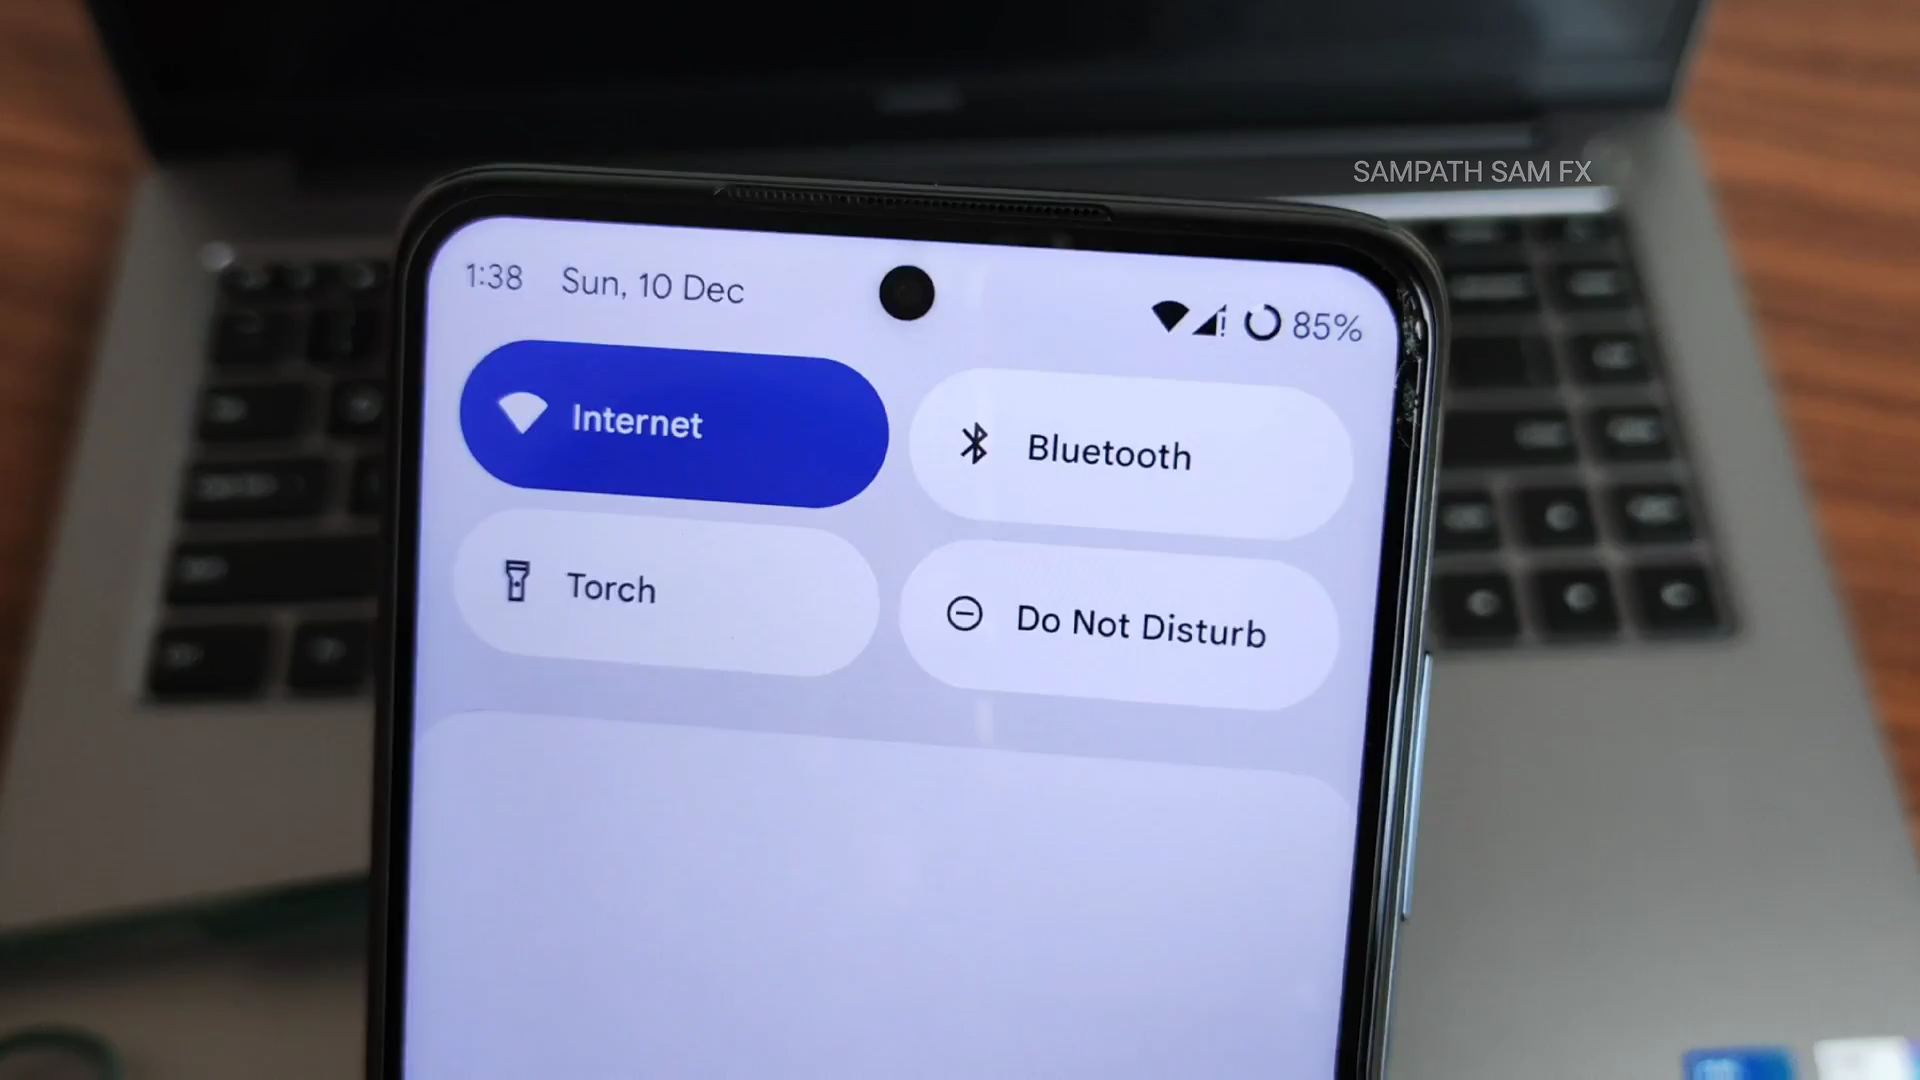 SAMPATH SAM FX
1:38 Sun, 10 Dec 85%
Internet Bluetooth
Torch Do Not Disturb